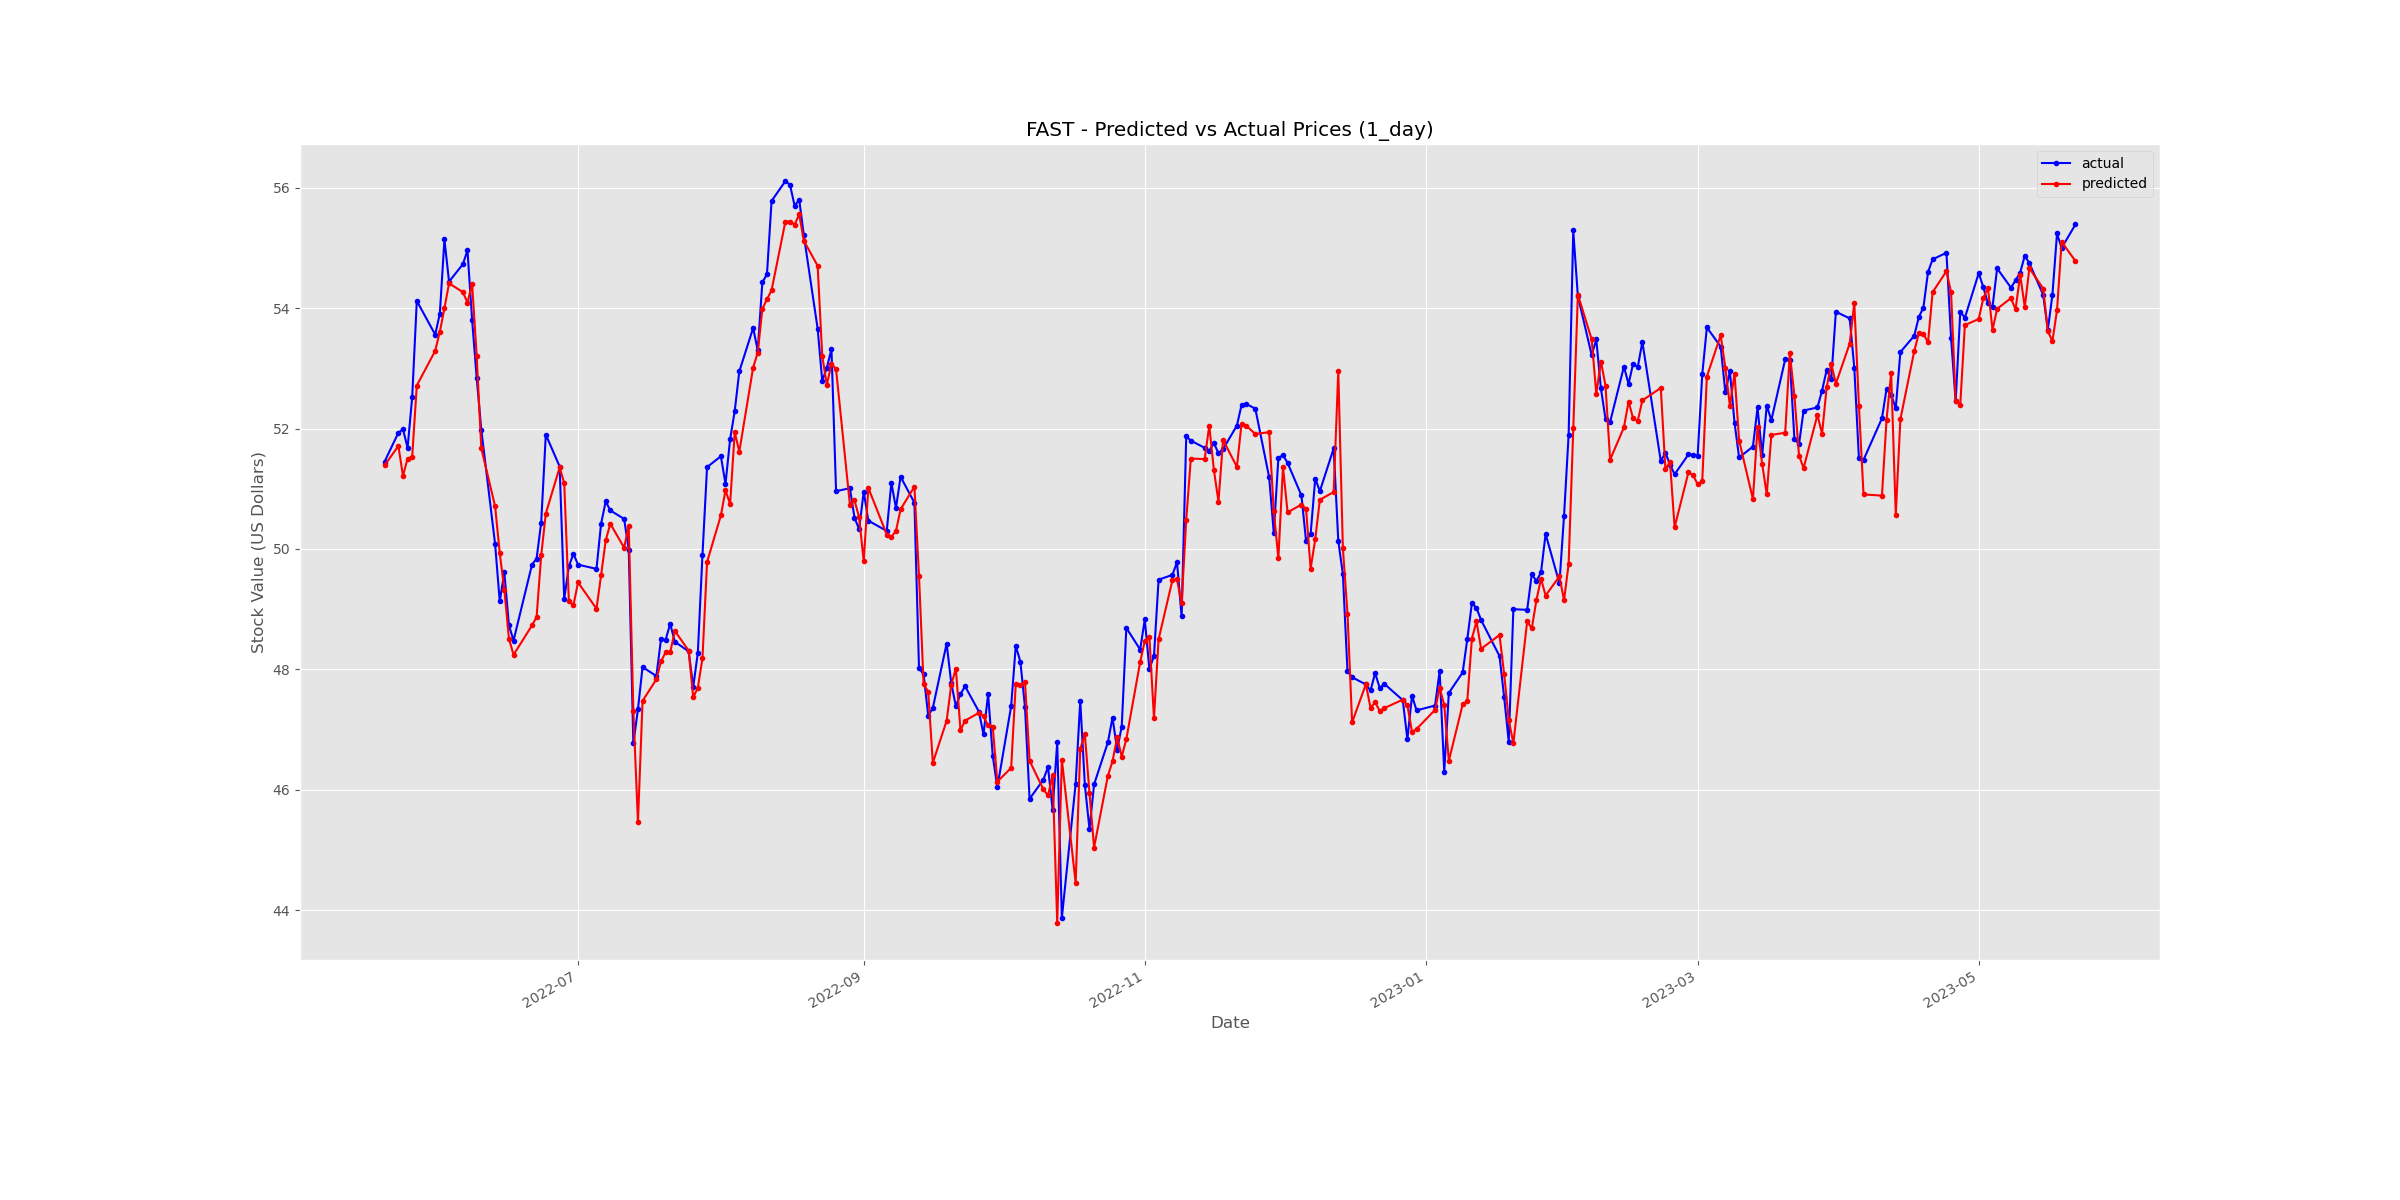 FAST - Predicted vs Actual Prices (1_day)
actual
predicted
56
54
52
50
48
46
44
Stock Value (US Dollars)
2022-07
2022-09
2022-11
2023-01
2023-03
2023-05
Date